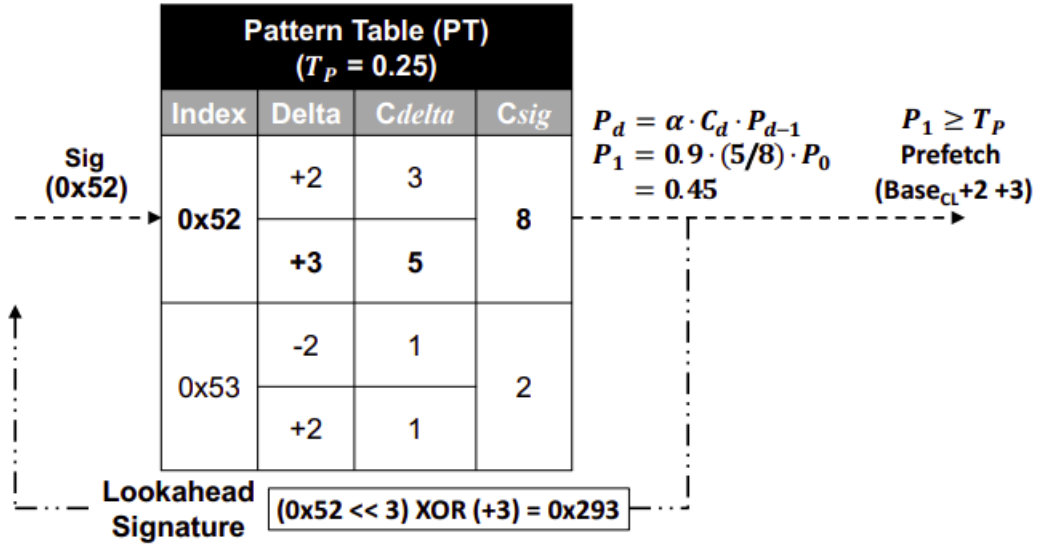 Pattern Table (PT)
(T_P = 0.25)
Index Delta Cdelta Csig
Sig
(0x52)
0x52 +2 3 8
+3 5
0x53 -2 1 2
+2 1
P_d = α · C_d · P_{d−1}
P_1 = 0.9 · (5/8) · P_0
= 0.45
P_1 ≥ T_P
Prefetch
(Base_CL+2 +3)
Lookahead
Signature
(0x52 << 3) XOR (+3) = 0x293